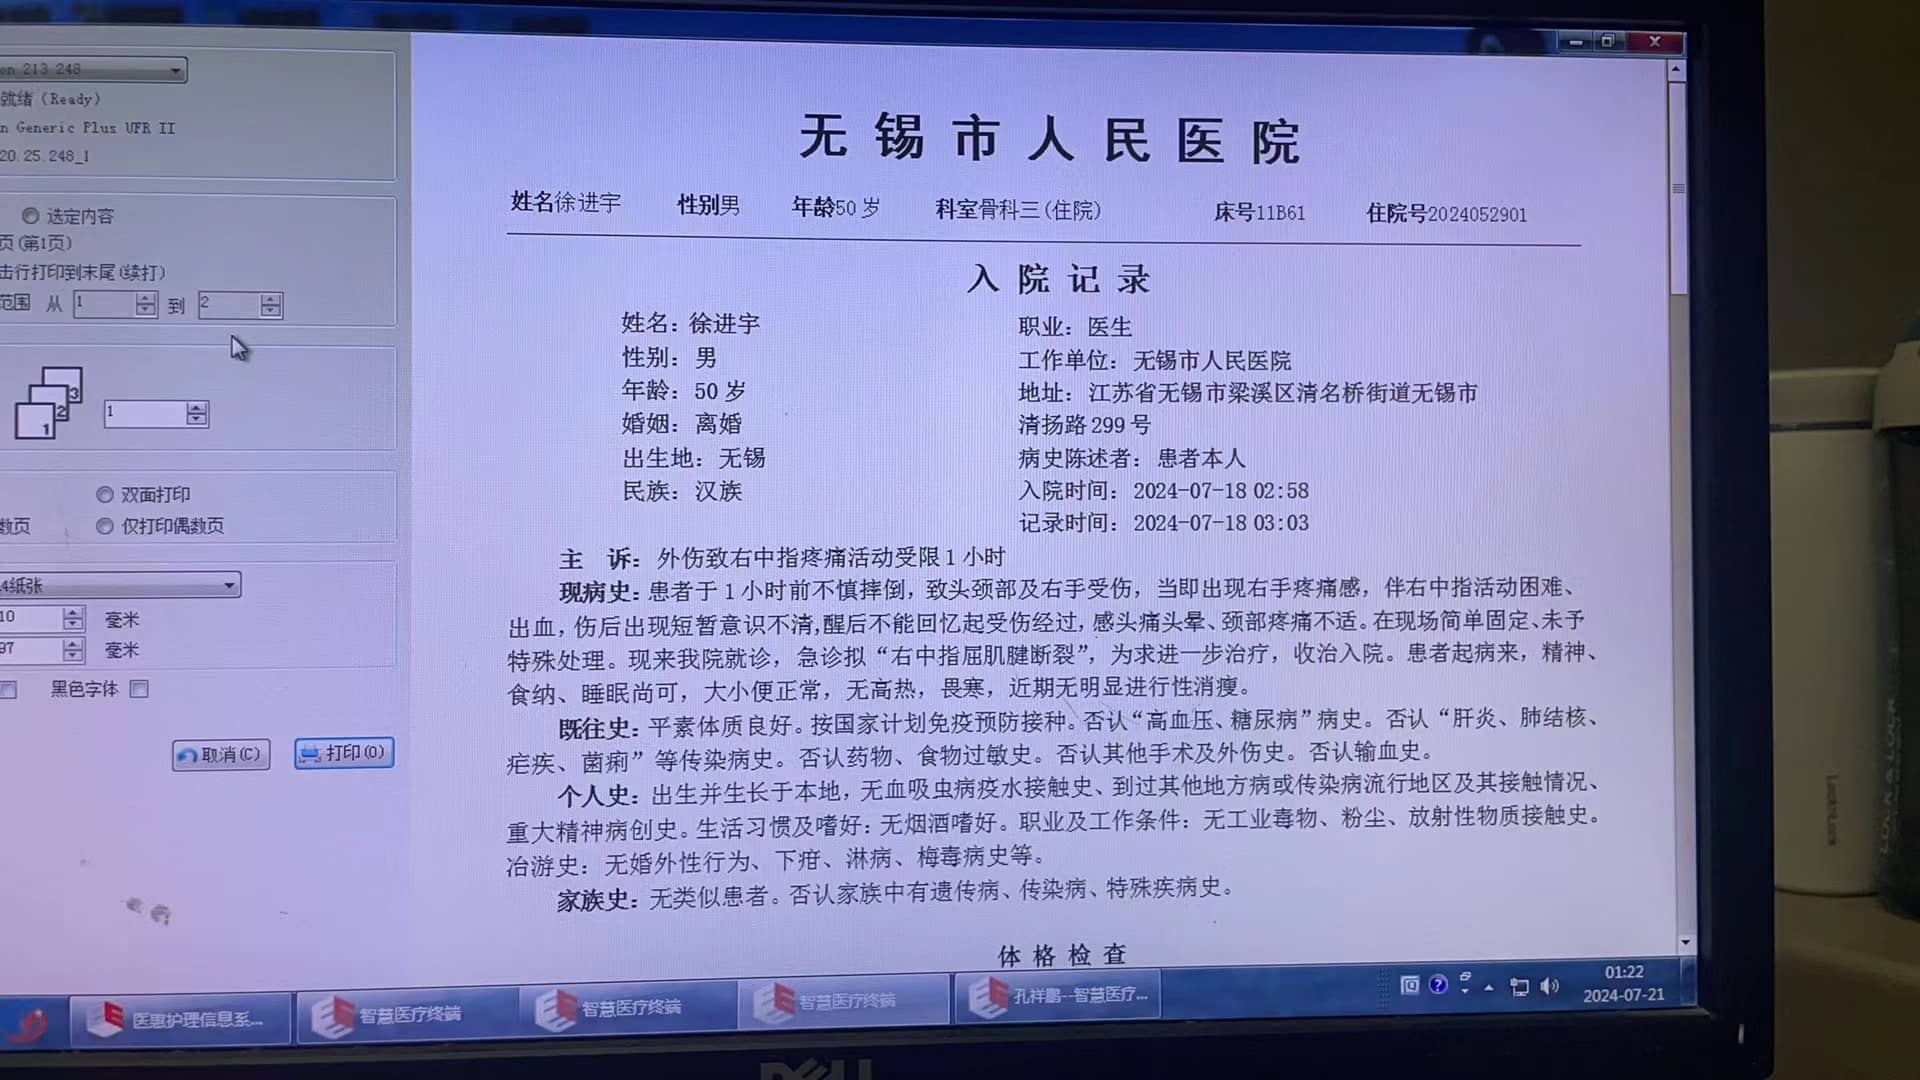 on 213 248
就绪（Ready）
n Generic Plus UFR II
20.25.248_1
选定内容
页(第1页)
击行打印到末尾(续打)
范围 从 1 到 2
3
2
1
1
双面打印
数页 仅打印偶数页
4纸张
10 毫米
97 毫米
黑色字体
取消(C) 打印(O)
无锡市人民医院
姓名徐进宇 性别男 年龄50 岁 科室骨科三(住院) 床号11B61 住院号2024052901
入院记录
姓名：徐进宇 职业：医生
性别：男 工作单位：无锡市人民医院
年龄：50 岁 地址：江苏省无锡市梁溪区清名桥街道无锡市
婚姻：离婚 清扬路 299 号
出生地：无锡 病史陈述者：患者本人
民族：汉族 入院时间：2024-07-18 02:58
记录时间：2024-07-18 03:03
主 诉：外伤致右中指疼痛活动受限 1 小时
现病史：患者于 1 小时前不慎摔倒，致头颈部及右手受伤，当即出现右手疼痛感，伴右中指活动困难、
出血，伤后出现短暂意识不清,醒后不能回忆起受伤经过，感头痛头晕、颈部疼痛不适。在现场简单固定、未予
特殊处理。现来我院就诊，急诊拟“右中指屈肌腱断裂”，为求进一步治疗，收治入院。患者起病来，精神、
食纳、睡眠尚可，大小便正常，无高热，畏寒，近期无明显进行性消瘦。
既往史：平素体质良好。按国家计划免疫预防接种。否认“高血压、糖尿病”病史。否认“肝炎、肺结核、
疟疾、菌痢”等传染病史。否认药物、食物过敏史。否认其他手术及外伤史。否认输血史。
个人史：出生并生长于本地，无血吸虫病疫水接触史、到过其他地方病或传染病流行地区及其接触情况、
重大精神病创史。生活习惯及嗜好：无烟酒嗜好。职业及工作条件：无工业毒物、粉尘、放射性物质接触史。
冶游史：无婚外性行为、下疳、淋病、梅毒病史等。
家族史：无类似患者。否认家族中有遗传病、传染病、特殊疾病史。
体格检查
医惠护理信息系... 智慧医疗终端 智慧医疗终端 智慧医疗终端 孔祥鹏--智慧医疗...
01:22
2024-07-21
DELL